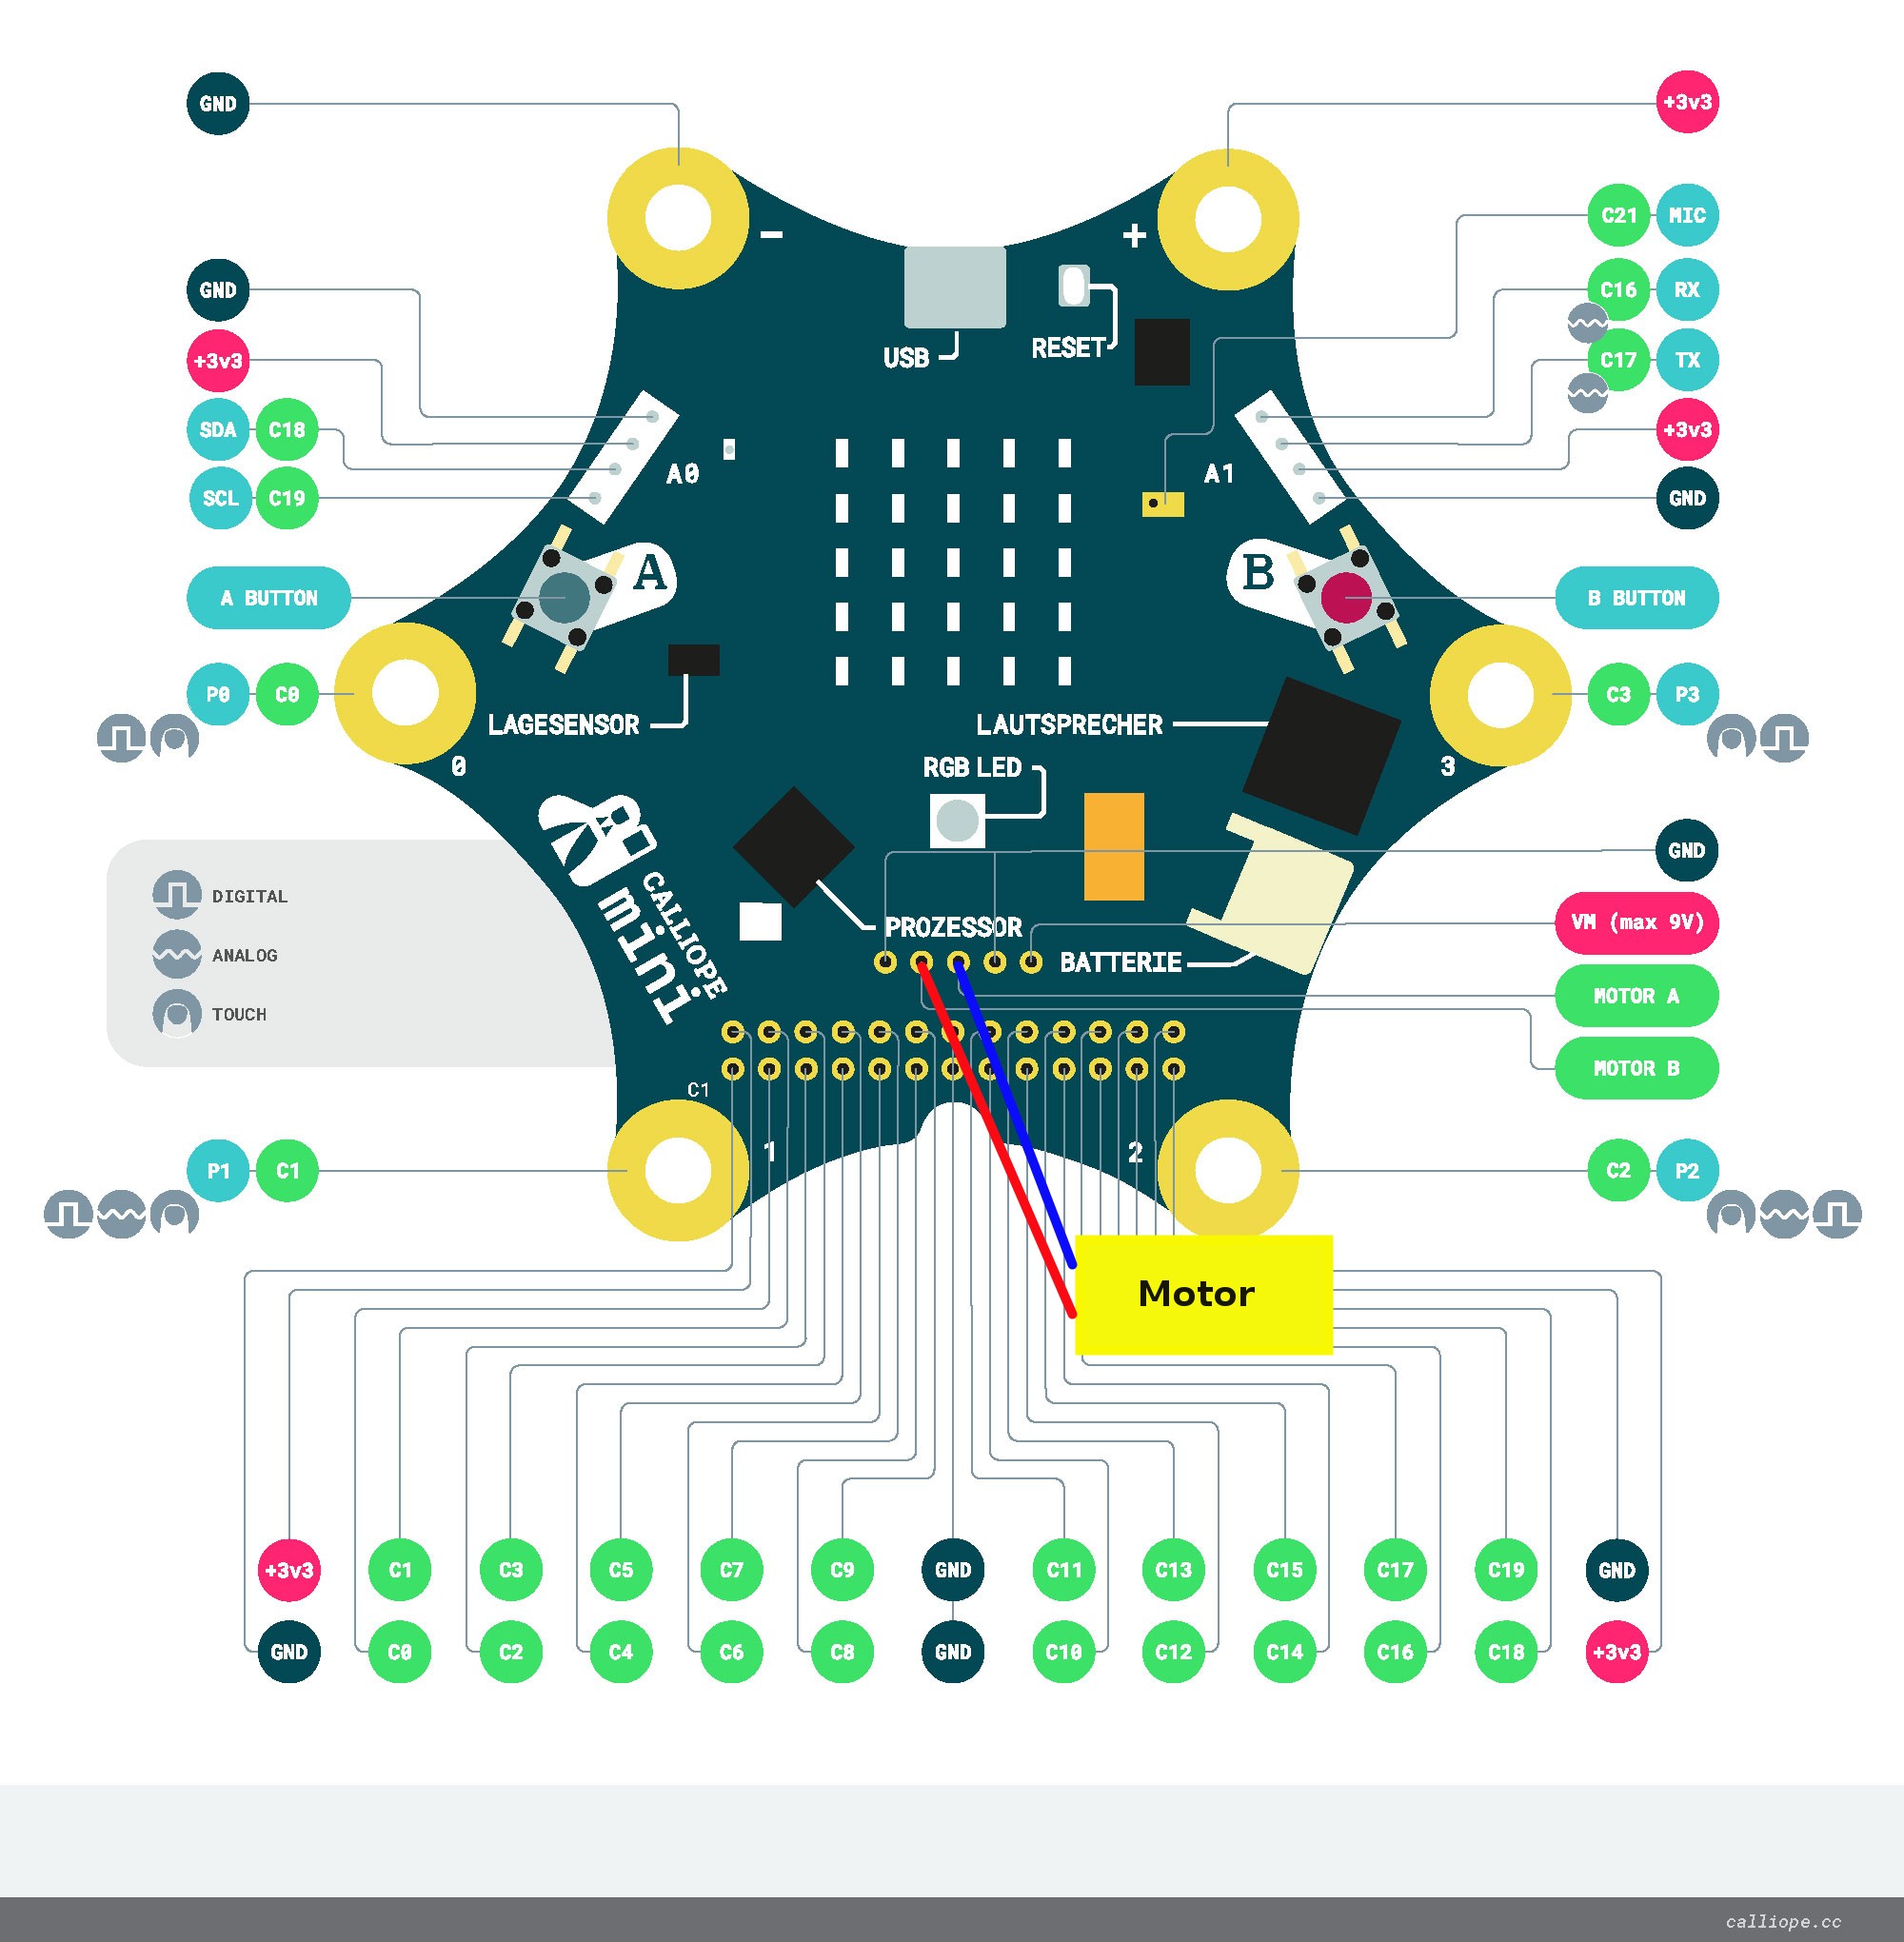 GND
+3v3
C21 MIC
- +
GND
C16 RX
USB
RESET
+3v3
C17 TX
SDA C18
+3v3
A0
A1
SCL C19
GND
A
B
A BUTTON
B BUTTON
P0 C0
C3 P3
LAGESENSOR
LAUTSPRECHER
0
RGB LED
3
CALLIOPE
mini
GND
DIGITAL
VM (max 9V)
PROZESSOR
ANALOG
BATTERIE
MOTOR A
TOUCH
MOTOR B
C1
1
2
P1 C1
C2 P2
Motor
+3v3 C1 C3 C5 C7 C9 GND C11 C13 C15 C17 C19 GND
GND C0 C2 C4 C6 C8 GND C10 C12 C14 C16 C18 +3v3
calliope.cc